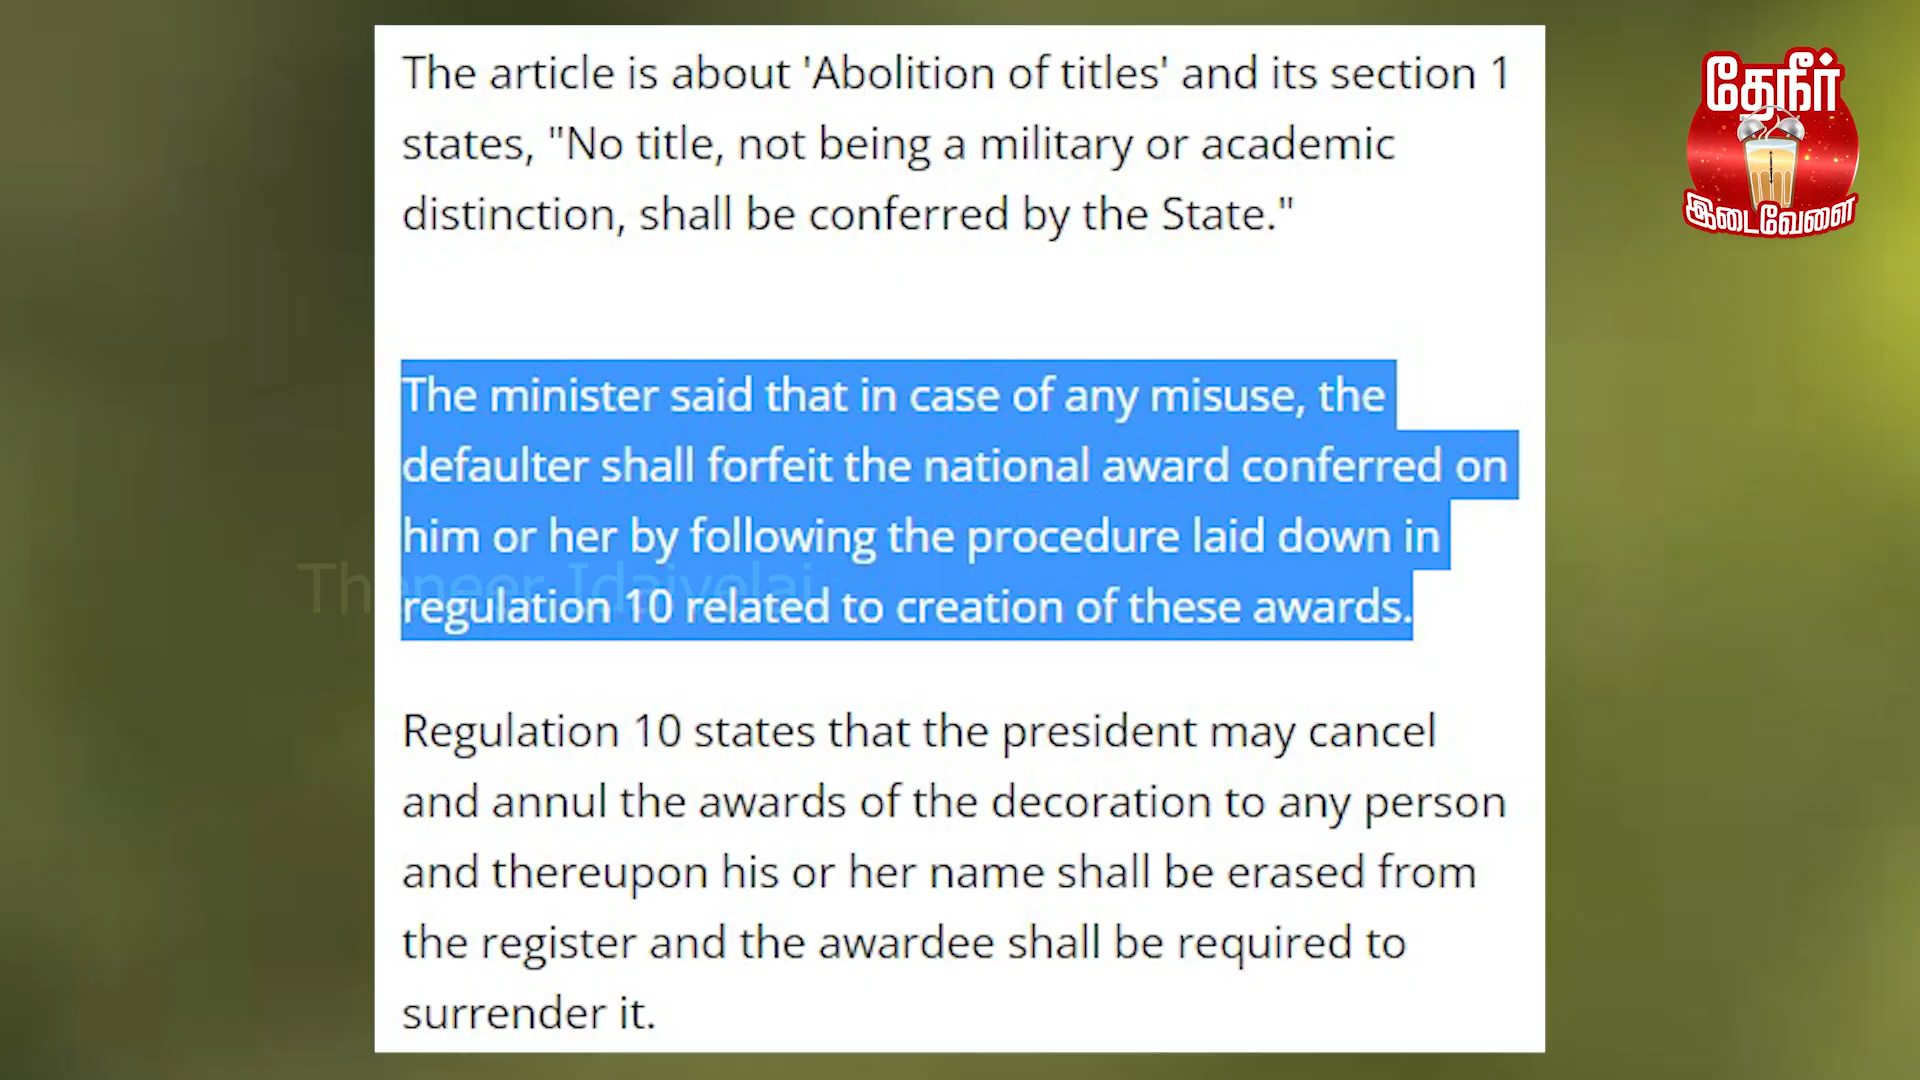 The article is about 'Abolition of titles' and its section 1
states, "No title, not being a military or academic
distinction, shall be conferred by the State."
The minister said that in case of any misuse, the
defaulter shall forfeit the national award conferred on
him or her by following the procedure laid down in
regulation 10 related to creation of these awards.
Regulation 10 states that the president may cancel
and annul the awards of the decoration to any person
and thereupon his or her name shall be erased from
the register and the awardee shall be required to
surrender it.
தேநீர்
இடைவேளை
Theneer Idaivelai